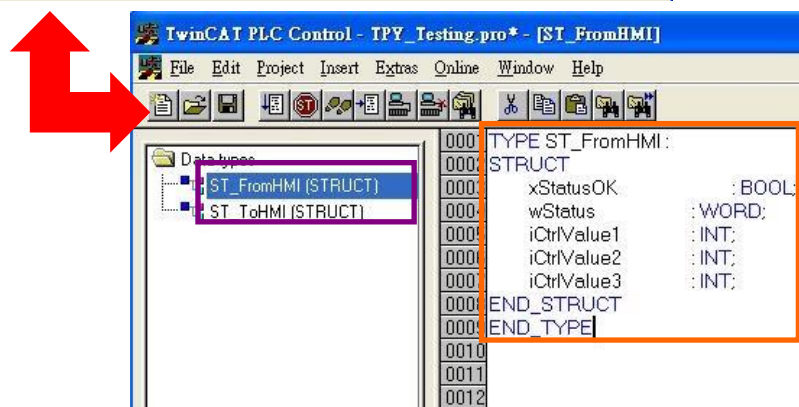 TwinCAT PLC Control - TPY_Testing.pro* - [ST_FromHMI]
File Edit Project Insert Extras Online Window Help
Data types
ST_FromHMI (STRUCT)
ST_ToHMI (STRUCT)
0001 TYPE ST_FromHMI :
0002 STRUCT
0003 xStatusOK : BOOL;
0004 wStatus : WORD;
0005 iCtrlValue1 : INT;
0006 iCtrlValue2 : INT;
0007 iCtrlValue3 : INT;
0008 END_STRUCT
0009 END_TYPE
0010
0011
0012